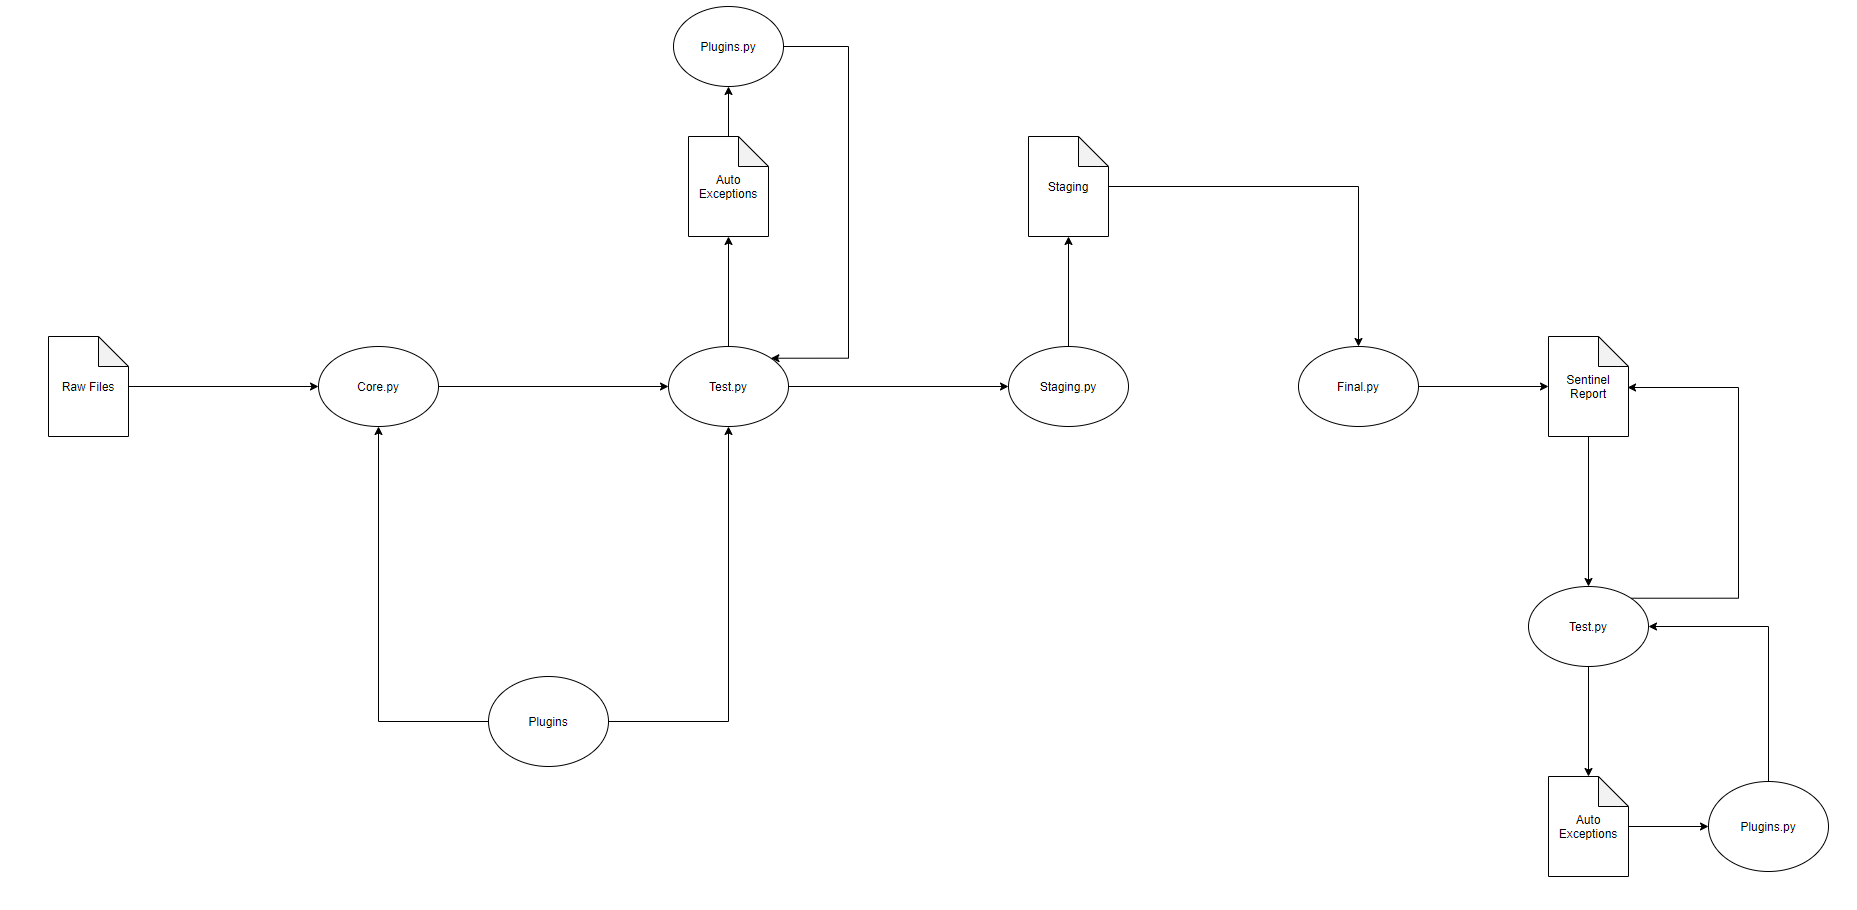 Plugins.py
Auto
Exceptions
Staging
Raw Files
Core.py
Test.py
Staging.py
Final.py
Sentinel
Report
Test.py
Plugins
Auto
Exceptions
Plugins.py